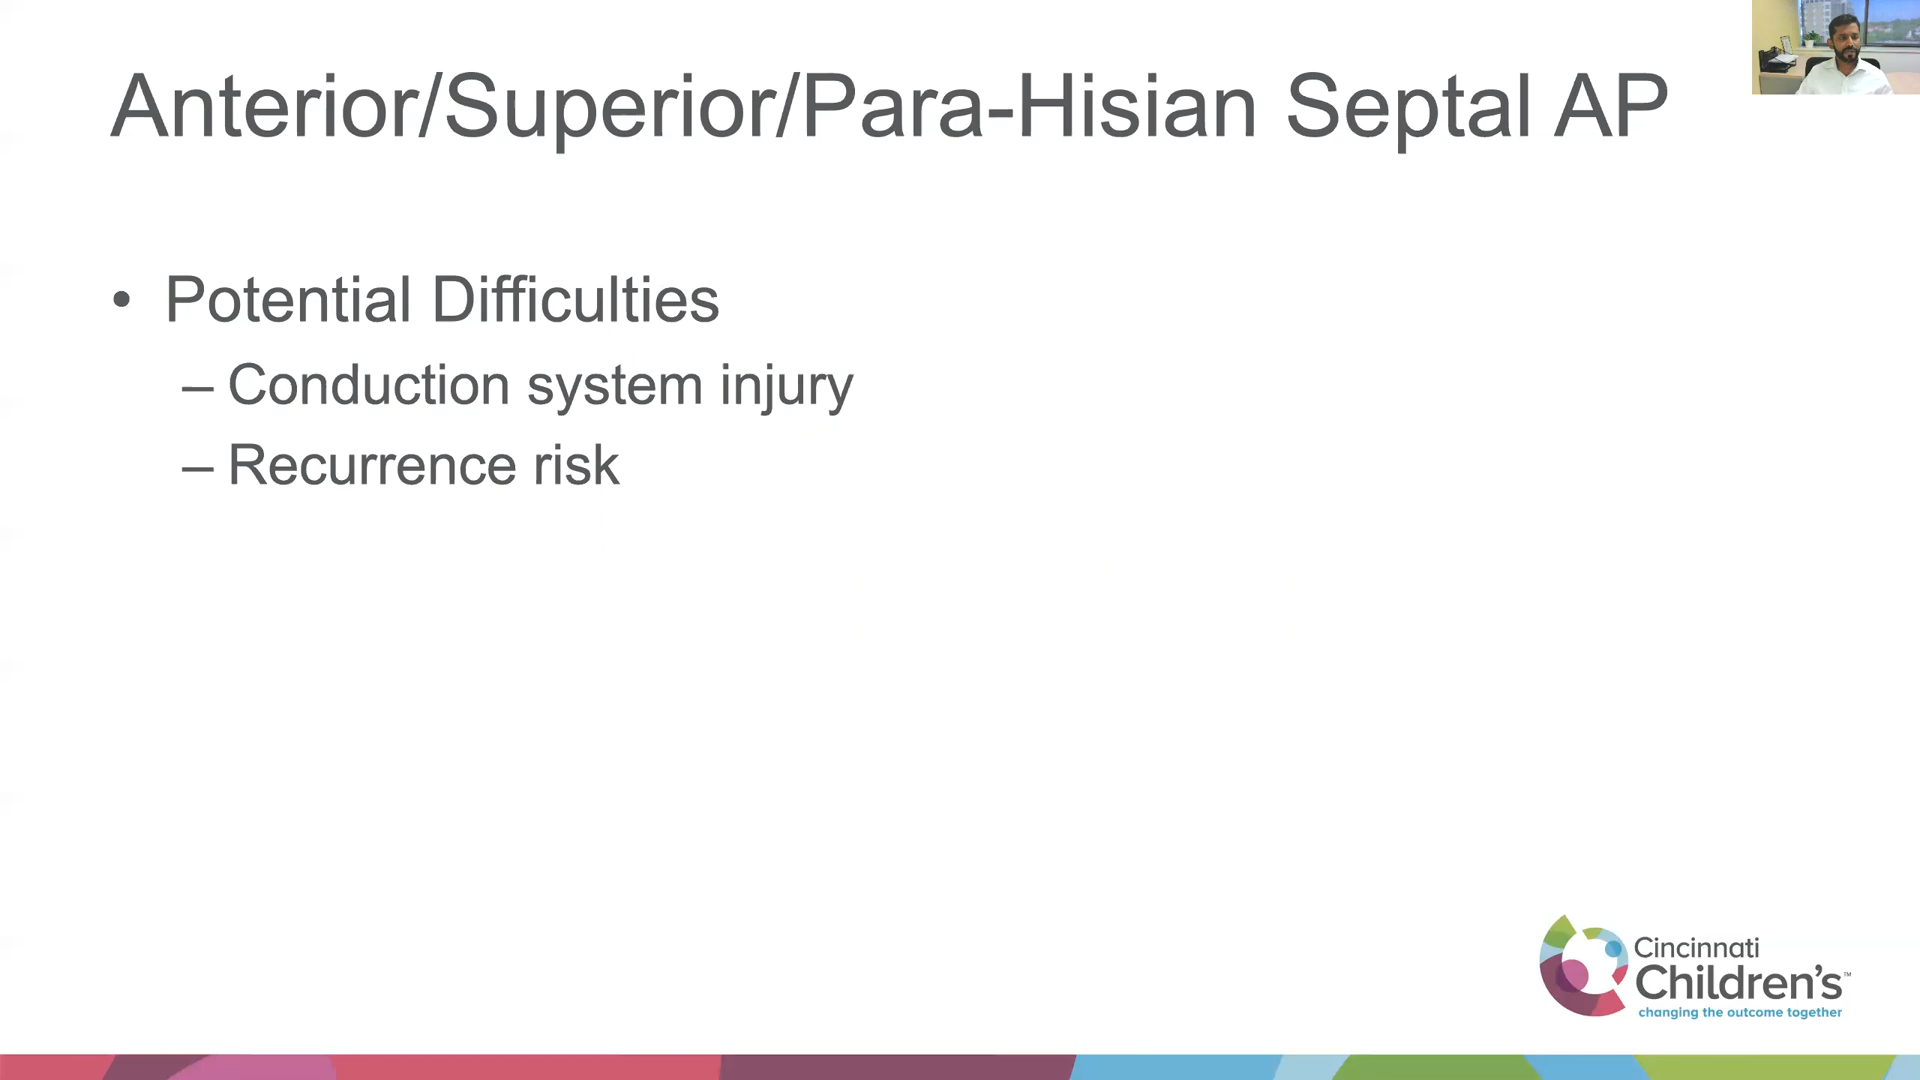 Anterior/Superior/Para-Hisian Septal AP
• Potential Difficulties
– Conduction system injury
– Recurrence risk
Cincinnati
Children's™
changing the outcome together